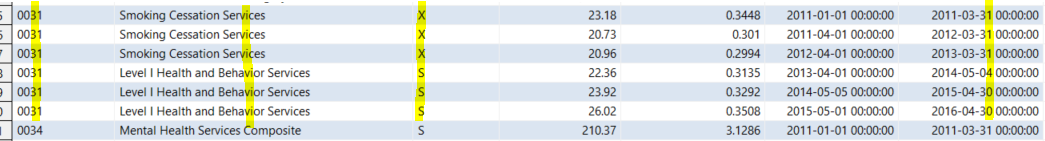 5 0031 Smoking Cessation Services X 23.18 0.3448 2011-01-01 00:00:00 2011-03-31 00:00:00
0031 Smoking Cessation Services X 20.73 0.301 2011-04-01 00:00:00 2012-03-31 00:00:00
7 0031 Smoking Cessation Services X 20.96 0.2994 2012-04-01 00:00:00 2013-03-31 00:00:00
0031 Level I Health and Behavior Services S 22.36 0.3135 2013-04-01 00:00:00 2014-05-04 00:00:00
0031 Level I Health and Behavior Services S 23.92 0.3292 2014-05-05 00:00:00 2015-04-30 00:00:00
0031 Level I Health and Behavior Services S 26.02 0.3508 2015-05-01 00:00:00 2016-04-30 00:00:00
0034 Mental Health Services Composite S 210.37 3.1286 2011-01-01 00:00:00 2011-03-31 00:00:00